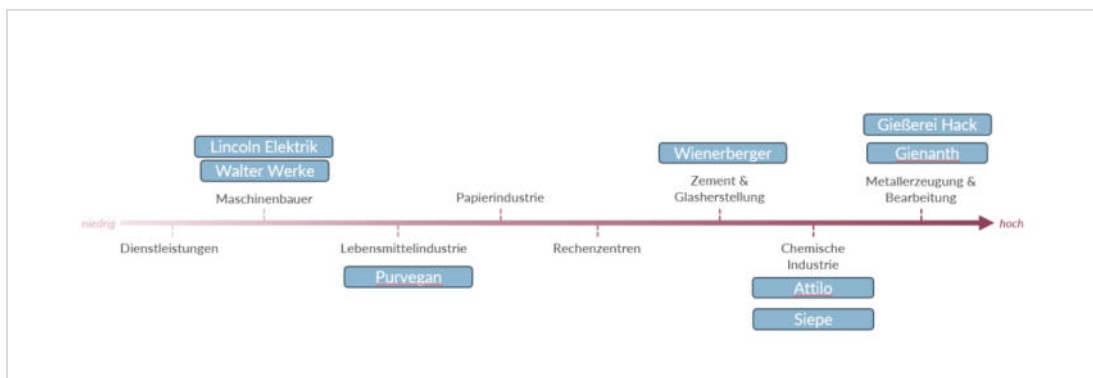 Lincoln Elektrik
Walter Werke
Maschinenbauer
Papierindustrie
Wienerberger
Zement &
Glasherstellung
Gießerei Hack
Gienanth
Metallerzeugung &
Bearbeitung
niedrig
hoch
Dienstleistungen
Lebensmittelindustrie
Purvegan
Rechenzentren
Chemische
Industrie
Attilo
Siepe